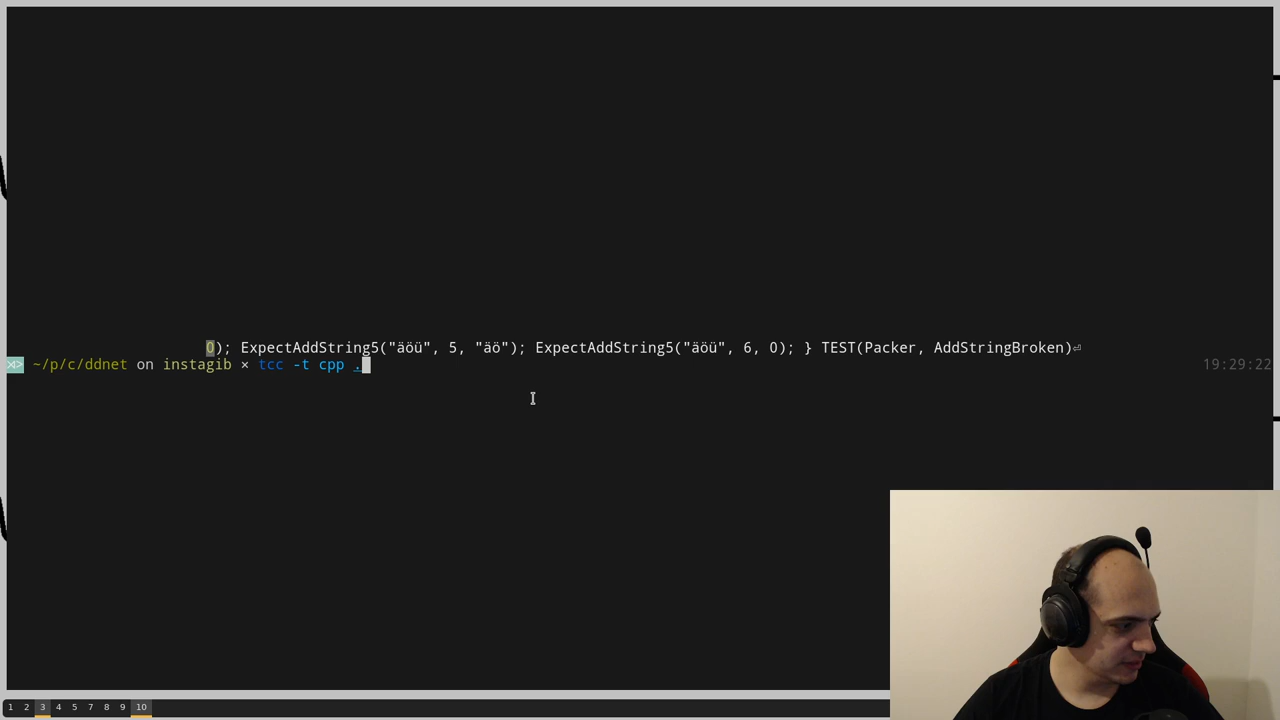 0); ExpectAddString5("äöü", 5, "äö"); ExpectAddString5("äöü", 6, 0); } TEST(Packer, AddStringBroken)⏎
~/p/c/ddnet on instagib × tcc -t cpp . 19:29:22
1 2 3 4 5 6 7 8 9 10